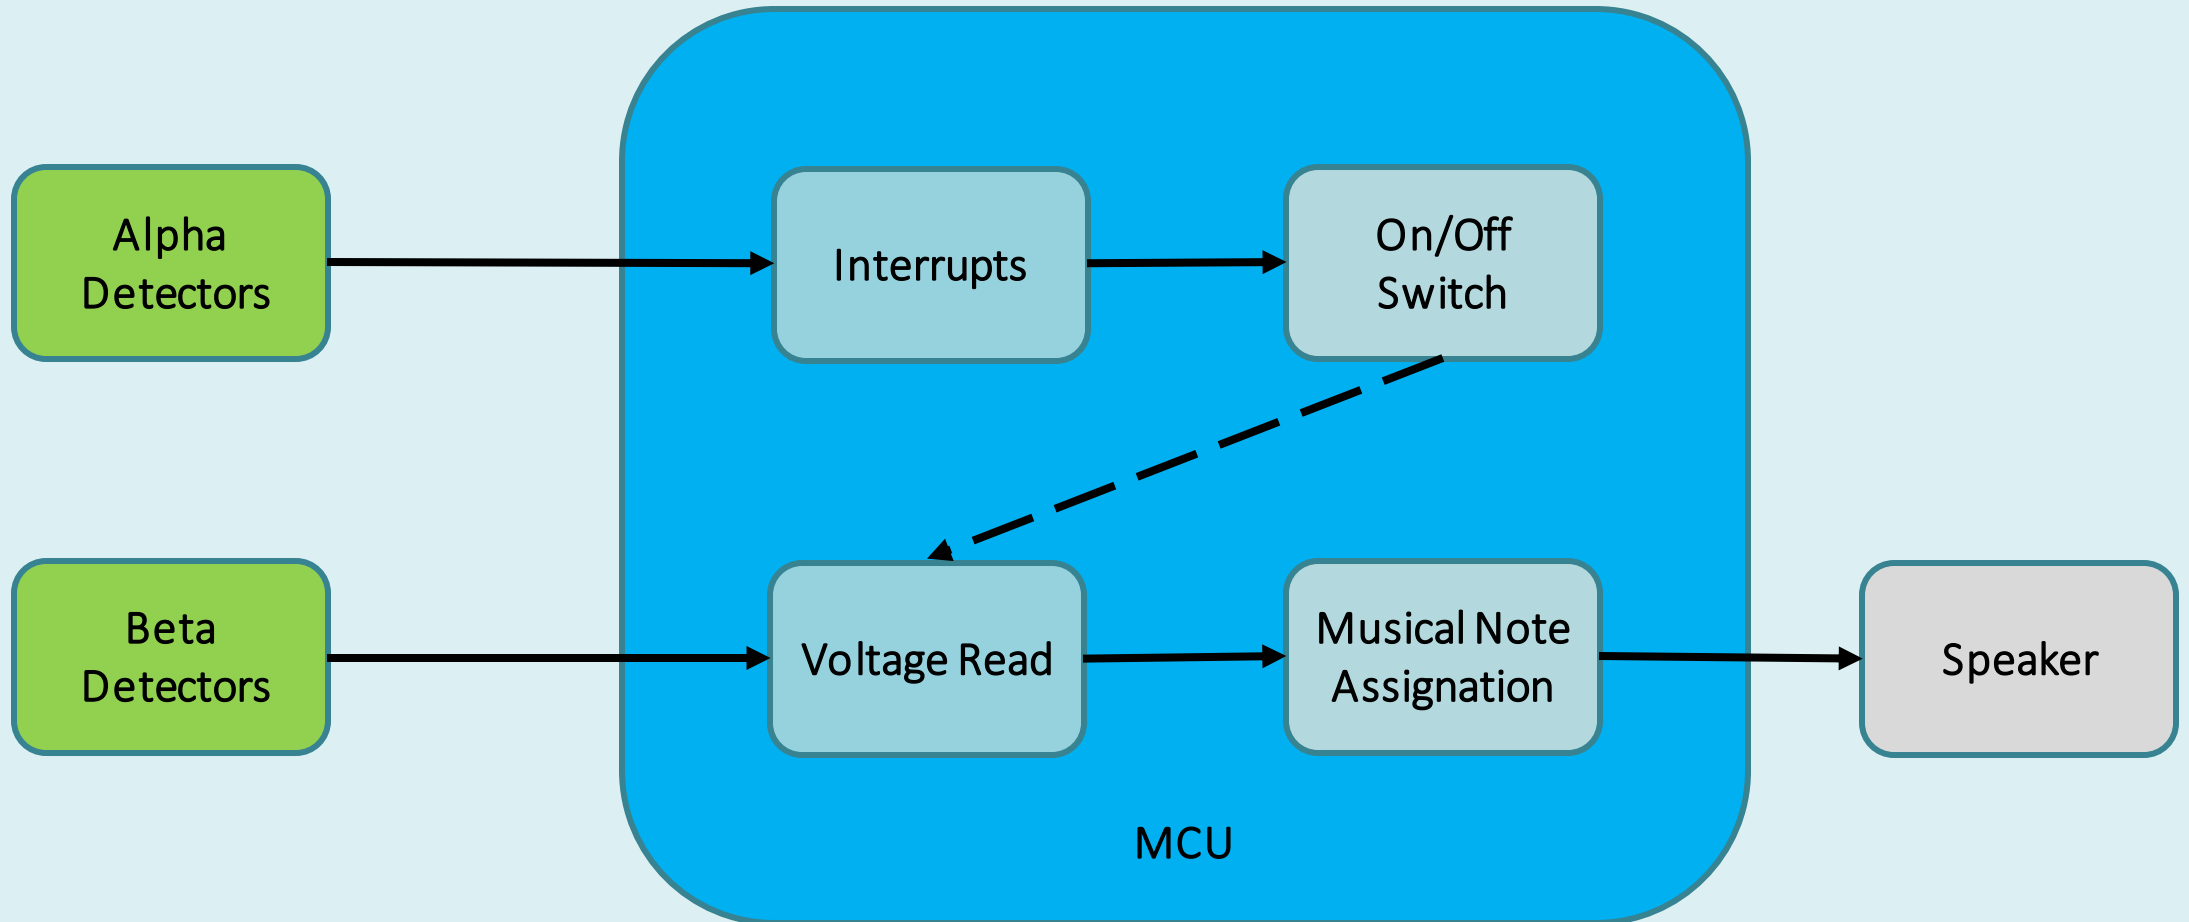 Alpha
Detectors
Interrupts
On/Off
Switch
Beta
Detectors
Voltage Read
Musical Note
Assignation
Speaker
MCU